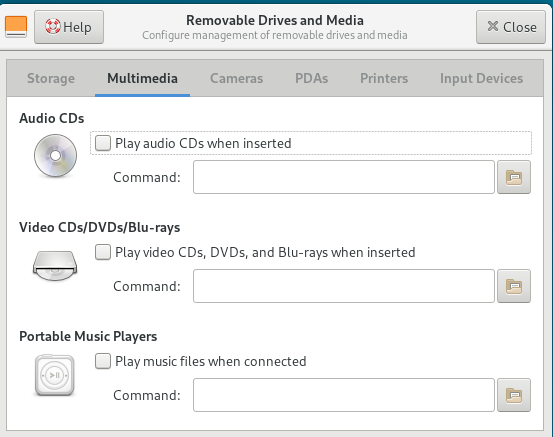 Help
Removable Drives and Media
Configure management of removable drives and media
Close
Storage Multimedia Cameras PDAs Printers Input Devices
Audio CDs
Play audio CDs when inserted
Command:
Video CDs/DVDs/Blu-rays
Play video CDs, DVDs, and Blu-rays when inserted
Command:
Portable Music Players
Play music files when connected
Command: